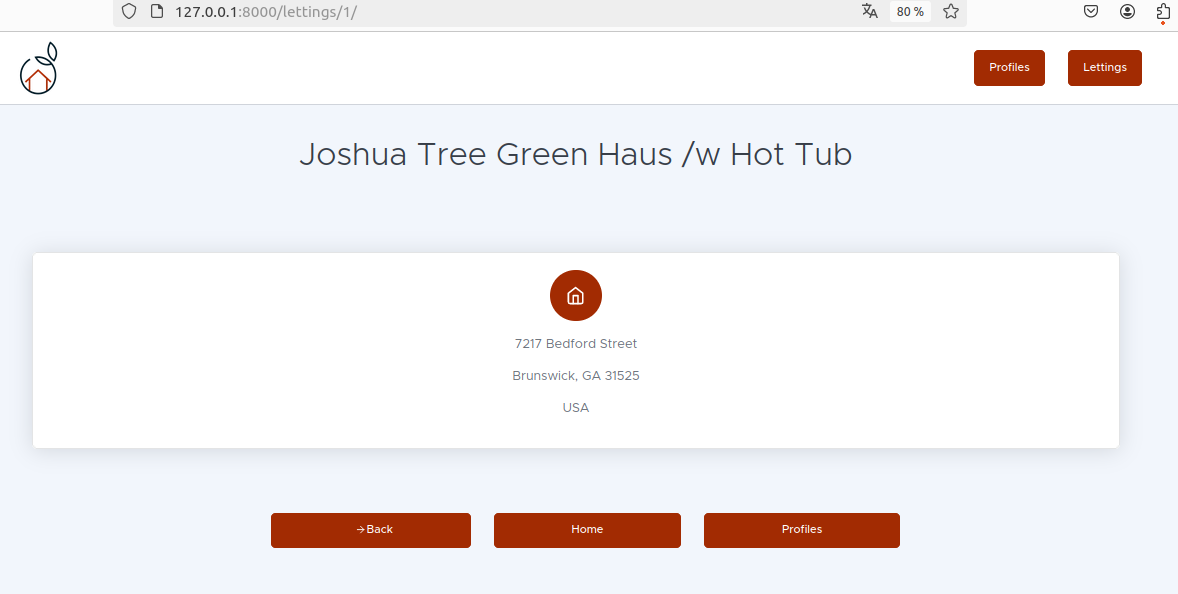 127.0.0.1:8000/lettings/1/
80 %
Profiles
Lettings
Joshua Tree Green Haus /w Hot Tub
7217 Bedford Street
Brunswick, GA 31525
USA
→Back
Home
Profiles